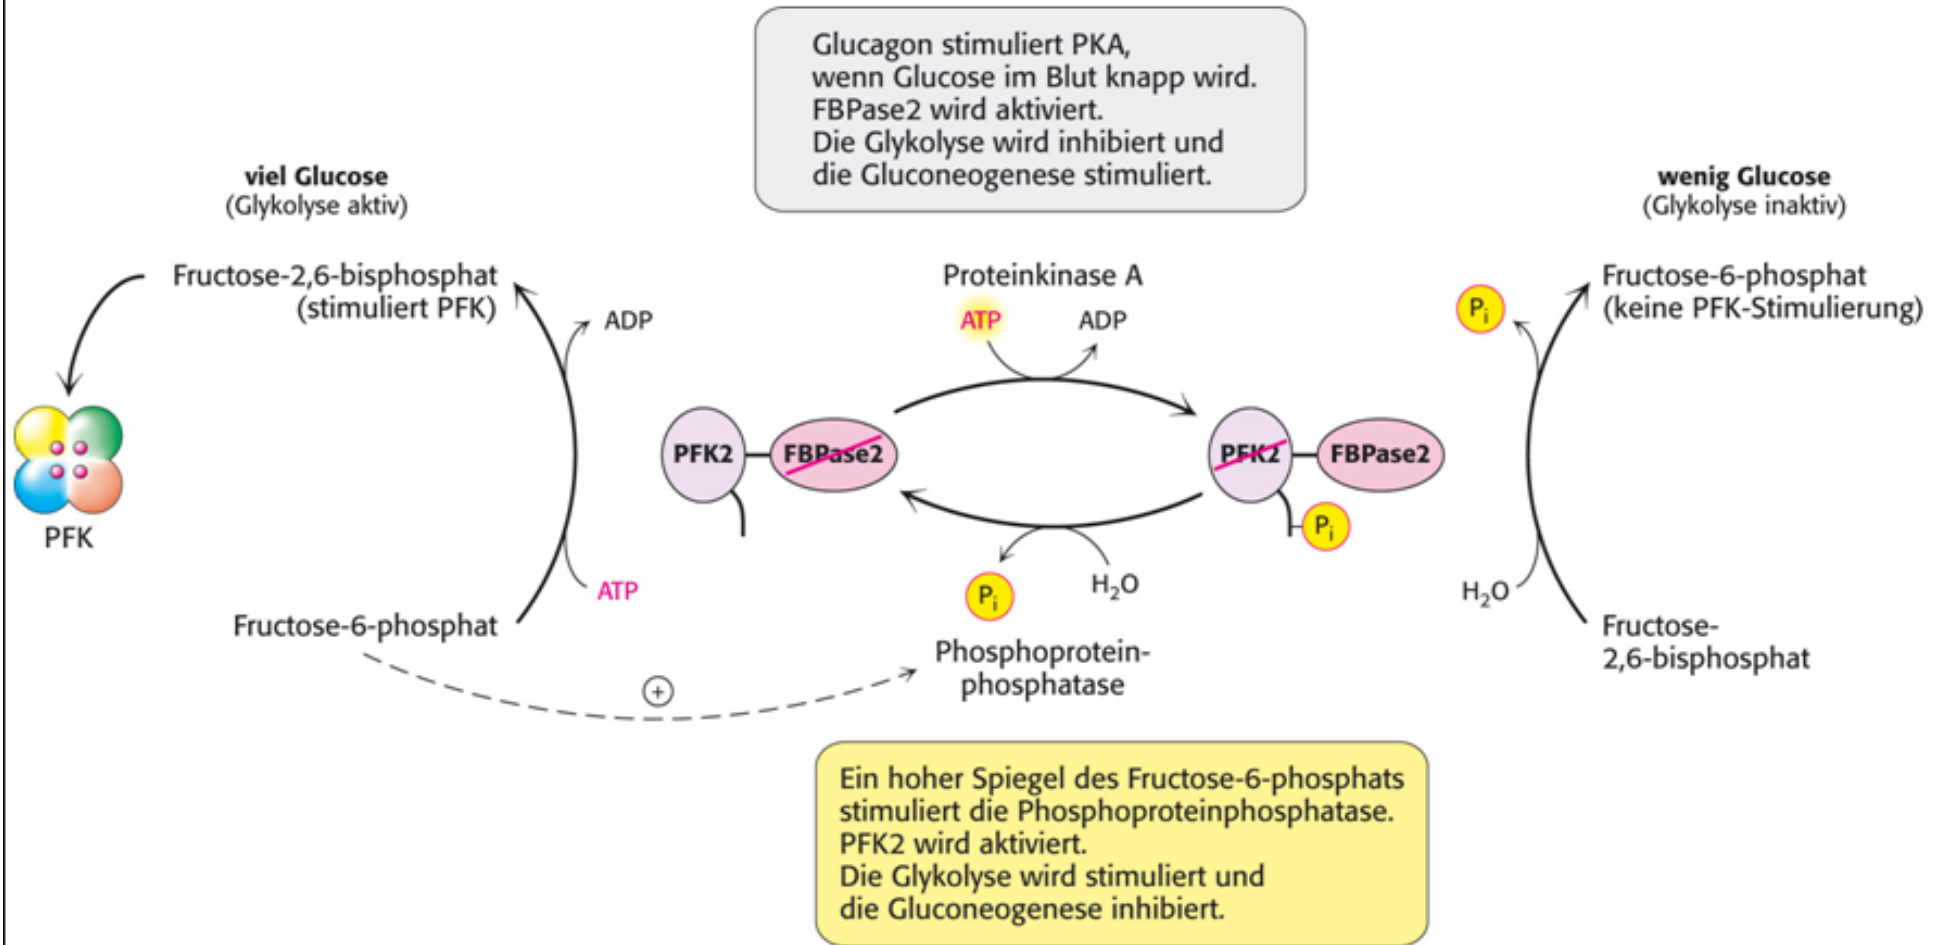 Glucagon stimuliert PKA,
wenn Glucose im Blut knapp wird.
FBPase2 wird aktiviert.
Die Glykolyse wird inhibiert und
die Gluconeogenese stimuliert.
viel Glucose
(Glykolyse aktiv)
wenig Glucose
(Glykolyse inaktiv)
Fructose-2,6-bisphosphat
(stimuliert PFK)
ADP
Proteinkinase A
ATP
ADP
Pi
Fructose-6-phosphat
(keine PFK-Stimulierung)
PFK
PFK2
FBPase2
PFK2
FBPase2
Pi
ATP
Fructose-6-phosphat
Pi
H₂O
Phosphoprotein-
phosphatase
H₂O
Fructose-
2,6-bisphosphat
+
Ein hoher Spiegel des Fructose-6-phosphats
stimuliert die Phosphoproteinphosphatase.
PFK2 wird aktiviert.
Die Glykolyse wird stimuliert und
die Gluconeogenese inhibiert.